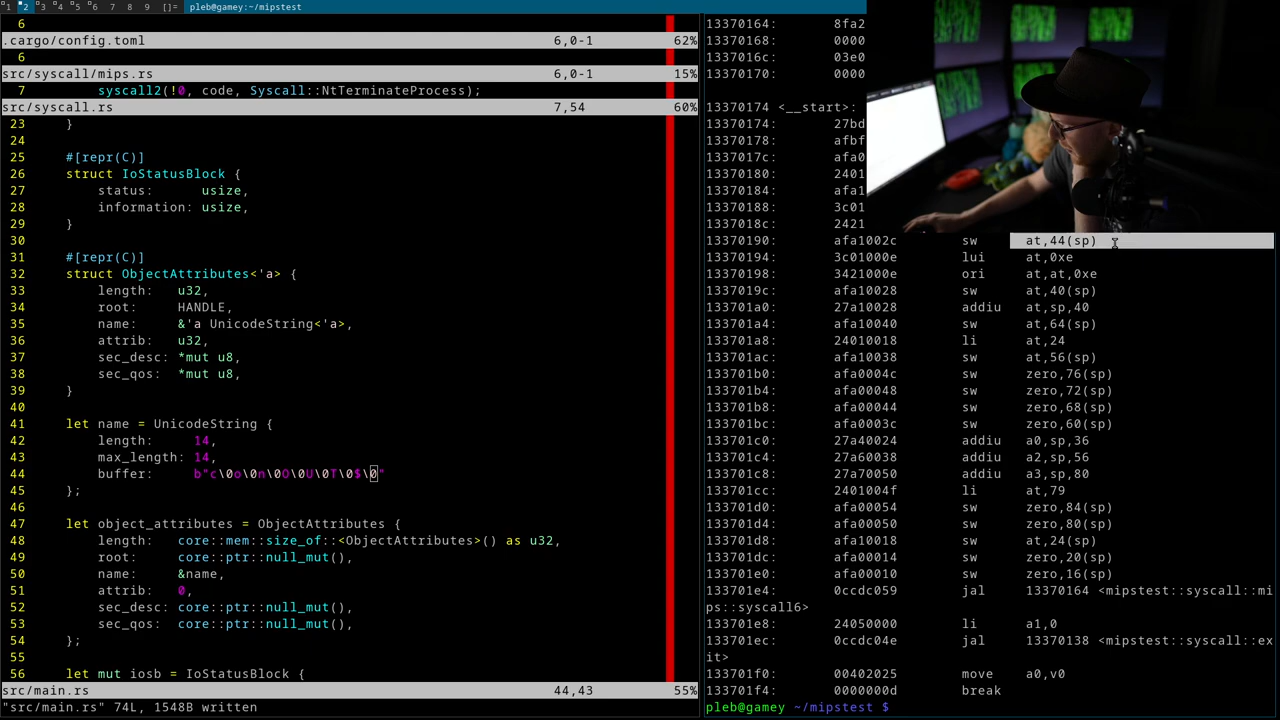 1 2 3 4 5 6 7 8 9 []= pleb@gamey:~/mipstest
6
.cargo/config.toml 6,0-1 62%
6
src/syscall/mips.rs 6,0-1 15%
7 syscall2(!0, code, Syscall::NtTerminateProcess);
src/syscall.rs 7,54 60%
23 }
24
25 #[repr(C)]
26 struct IoStatusBlock {
27 status: usize,
28 information: usize,
29 }
30
31 #[repr(C)]
32 struct ObjectAttributes<'a> {
33 length: u32,
34 root: HANDLE,
35 name: &'a UnicodeString<'a>,
36 attrib: u32,
37 sec_desc: *mut u8,
38 sec_qos: *mut u8,
39 }
40
41 let name = UnicodeString {
42 length: 14,
43 max_length: 14,
44 buffer: b"c\0o\0n\0O\0U\0T\0$\0"
45 };
46
47 let object_attributes = ObjectAttributes {
48 length: core::mem::size_of::<ObjectAttributes>() as u32,
49 root: core::ptr::null_mut(),
50 name: &name,
51 attrib: 0,
52 sec_desc: core::ptr::null_mut(),
53 sec_qos: core::ptr::null_mut(),
54 };
55
56 let mut iosb = IoStatusBlock {
src/main.rs 44,43 55%
"src/main.rs" 74L, 1548B written
13370164: 8fa2
13370168: 0000
1337016c: 03e0
13370170: 0000
13370174 <__start>:
13370174: 27bd
13370178: afbf
1337017c: afa0
13370180: 2401
13370184: afa1
13370188: 3c01
1337018c: 2421
13370190: afa1002c sw at,44(sp)
13370194: 3c01000e lui at,0xe
13370198: 3421000e ori at,at,0xe
1337019c: afa10028 sw at,40(sp)
133701a0: 27a10028 addiu at,sp,40
133701a4: afa10040 sw at,64(sp)
133701a8: 24010018 li at,24
133701ac: afa10038 sw at,56(sp)
133701b0: afa0004c sw zero,76(sp)
133701b4: afa00048 sw zero,72(sp)
133701b8: afa00044 sw zero,68(sp)
133701bc: afa0003c sw zero,60(sp)
133701c0: 27a40024 addiu a0,sp,36
133701c4: 27a60038 addiu a2,sp,56
133701c8: 27a70050 addiu a3,sp,80
133701cc: 2401004f li at,79
133701d0: afa00054 sw zero,84(sp)
133701d4: afa00050 sw zero,80(sp)
133701d8: afa10018 sw at,24(sp)
133701dc: afa00014 sw zero,20(sp)
133701e0: afa00010 sw zero,16(sp)
133701e4: 0ccdc059 jal 13370164 <mipstest::syscall::mi
ps::syscall6>
133701e8: 24050000 li a1,0
133701ec: 0ccdc04e jal 13370138 <mipstest::syscall::ex
it>
133701f0: 00402025 move a0,v0
133701f4: 0000000d break
pleb@gamey ~/mipstest $